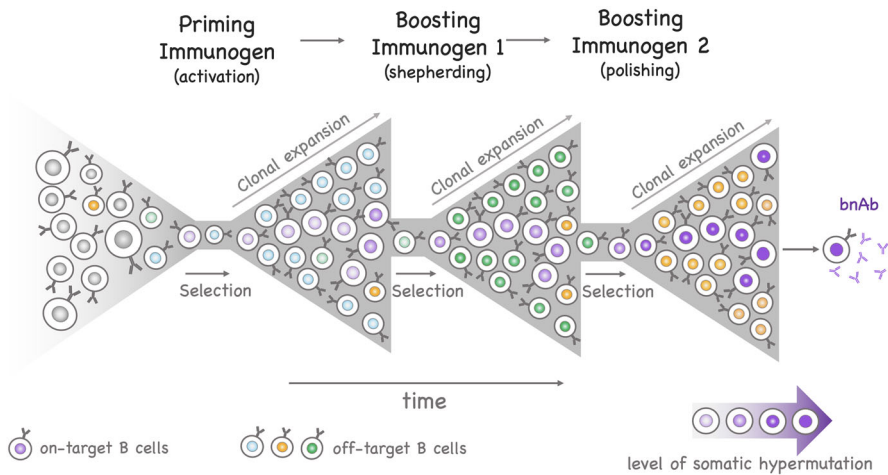 Priming
Immunogen
(activation)
Boosting
Immunogen 1
(shepherding)
Boosting
Immunogen 2
(polishing)
Clonal expansion
Clonal expansion
Clonal expansion
bnAb
Selection
Selection
Selection
time
on-target B cells
off-target B cells
level of somatic hypermutation